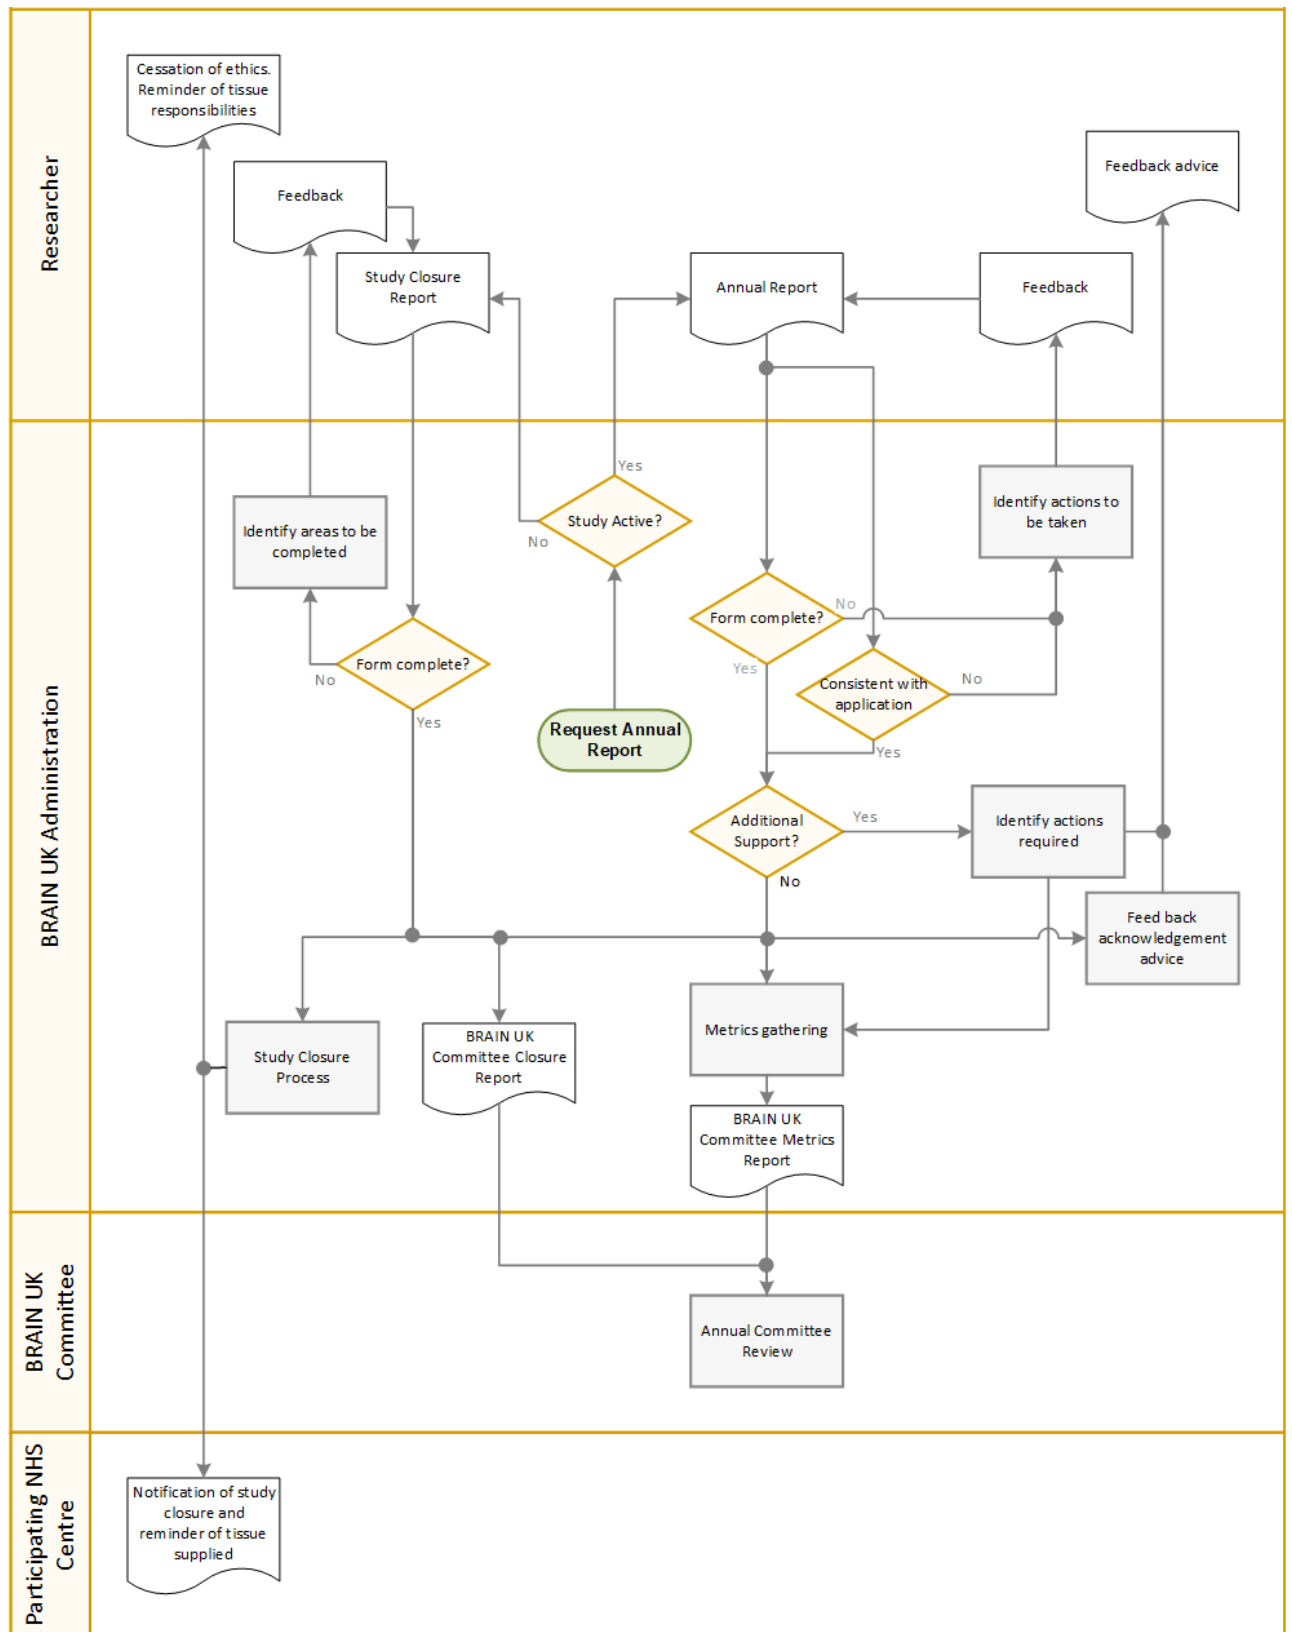 Researcher
Cessation of ethics.
Reminder of tissue
responsibilities
Feedback advice
Feedback
Study Closure
Report
Annual Report
Feedback
BRAIN UK Administration
Yes
Study Active?
No
Identify areas to be
completed
Identify actions to
be taken
Form complete?
No
Yes
Form complete?
No
Yes
Consistent with
application
No
Yes
Request Annual
Report
Additional
Support?
Yes
No
Identify actions
required
Feed back
acknowledgement
advice
Metrics gathering
Study Closure
Process
BRAIN UK
Committee Closure
Report
BRAIN UK
Committee Metrics
Report
BRAIN UK
Committee
Annual Committee
Review
Participating NHS
Centre
Notification of study
closure and
reminder of tissue
supplied